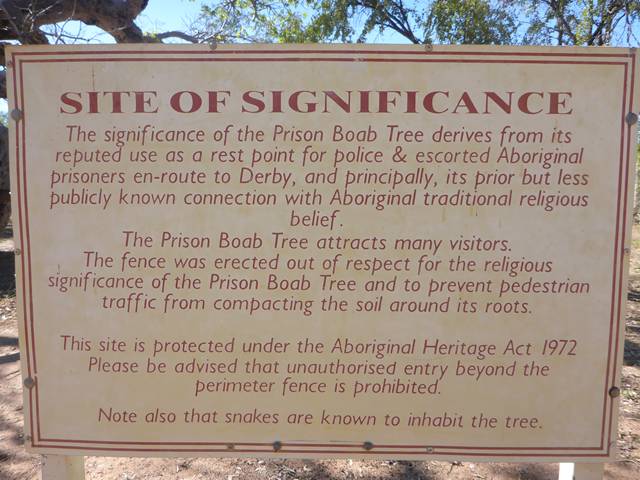 SITE OF SIGNIFICANCE
The significance of the Prison Boab Tree derives from its
reputed use as a rest point for police & escorted Aboriginal
prisoners en-route to Derby, and principally, its prior but less
publicly known connection with Aboriginal traditional religious
belief.
The Prison Boab Tree attracts many visitors.
The fence was erected out of respect for the religious
significance of the Prison Boab Tree and to prevent pedestrian
traffic from compacting the soil around its roots.
This site is protected under the Aboriginal Heritage Act 1972
Please be advised that unauthorised entry beyond the
perimeter fence is prohibited.
Note also that snakes are known to inhabit the tree.